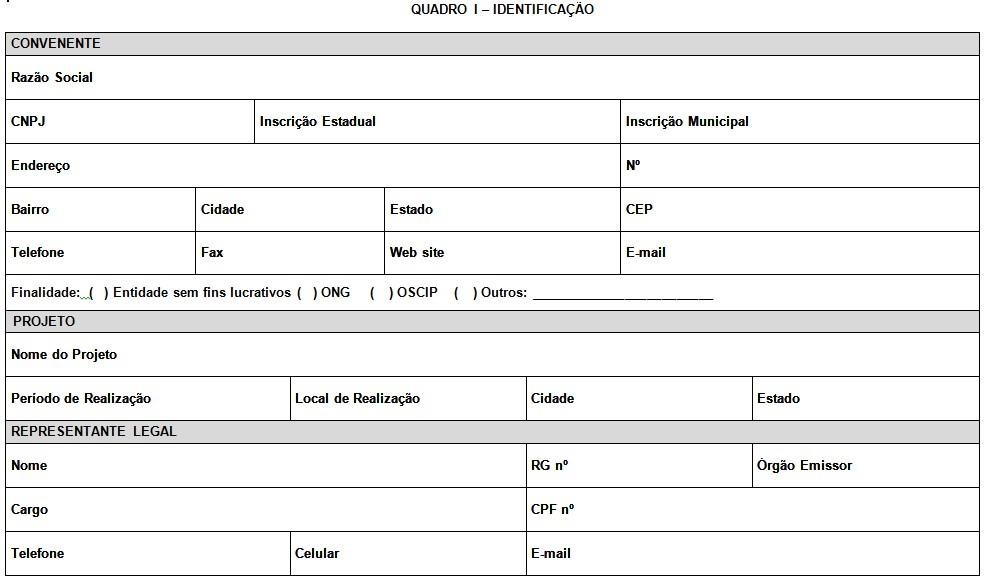 QUADRO I – IDENTIFICAÇÃO
CONVENENTE
Razão Social
CNPJ Inscrição Estadual Inscrição Municipal
Endereço Nº
Bairro Cidade Estado CEP
Telefone Fax Web site E-mail
Finalidade: ( ) Entidade sem fins lucrativos ( ) ONG ( ) OSCIP ( ) Outros: _________________________
PROJETO
Nome do Projeto
Período de Realização Local de Realização Cidade Estado
REPRESENTANTE LEGAL
Nome RG nº Órgão Emissor
Cargo CPF nº
Telefone Celular E-mail